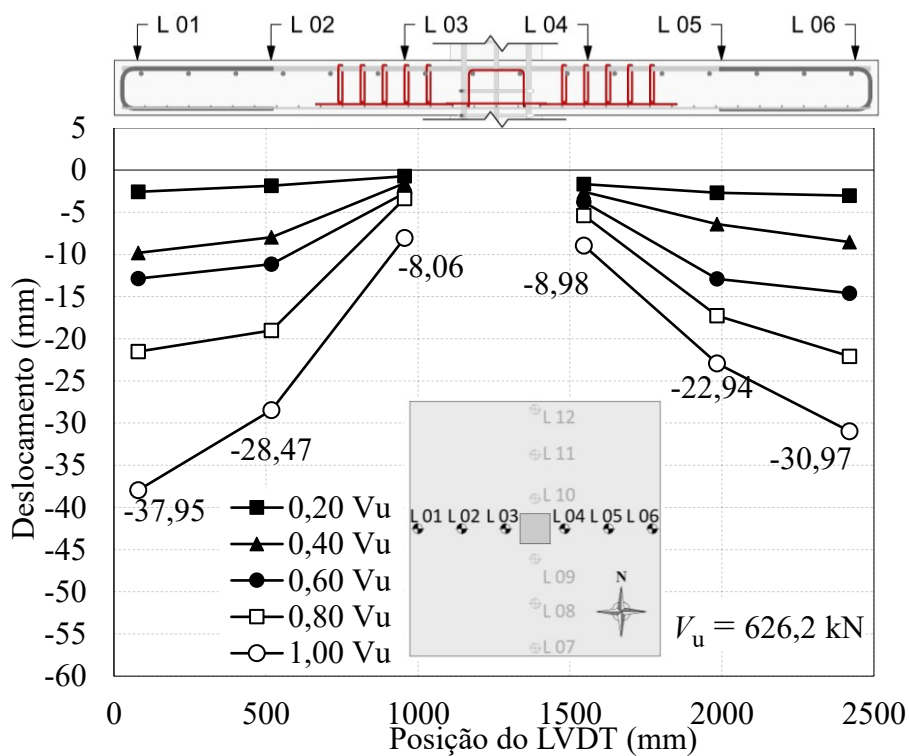 L 01 L 02 L 03 L 04 L 05 L 06
5
0
-5
-10
-15
-20
-25
-30
-35
-40
-45
-50
-55
-60
Deslocamento (mm)
-8,06
-8,98
-22,94
-28,47
-30,97
-37,95
0,20 Vu
0,40 Vu
0,60 Vu
0,80 Vu
1,00 Vu
L 12
L 11
L 10
L 01 L 02 L 03 L 04 L 05 L 06
L 09
N
L 08
L 07
Vu = 626,2 kN
0 500 1000 1500 2000 2500
Posição do LVDT (mm)